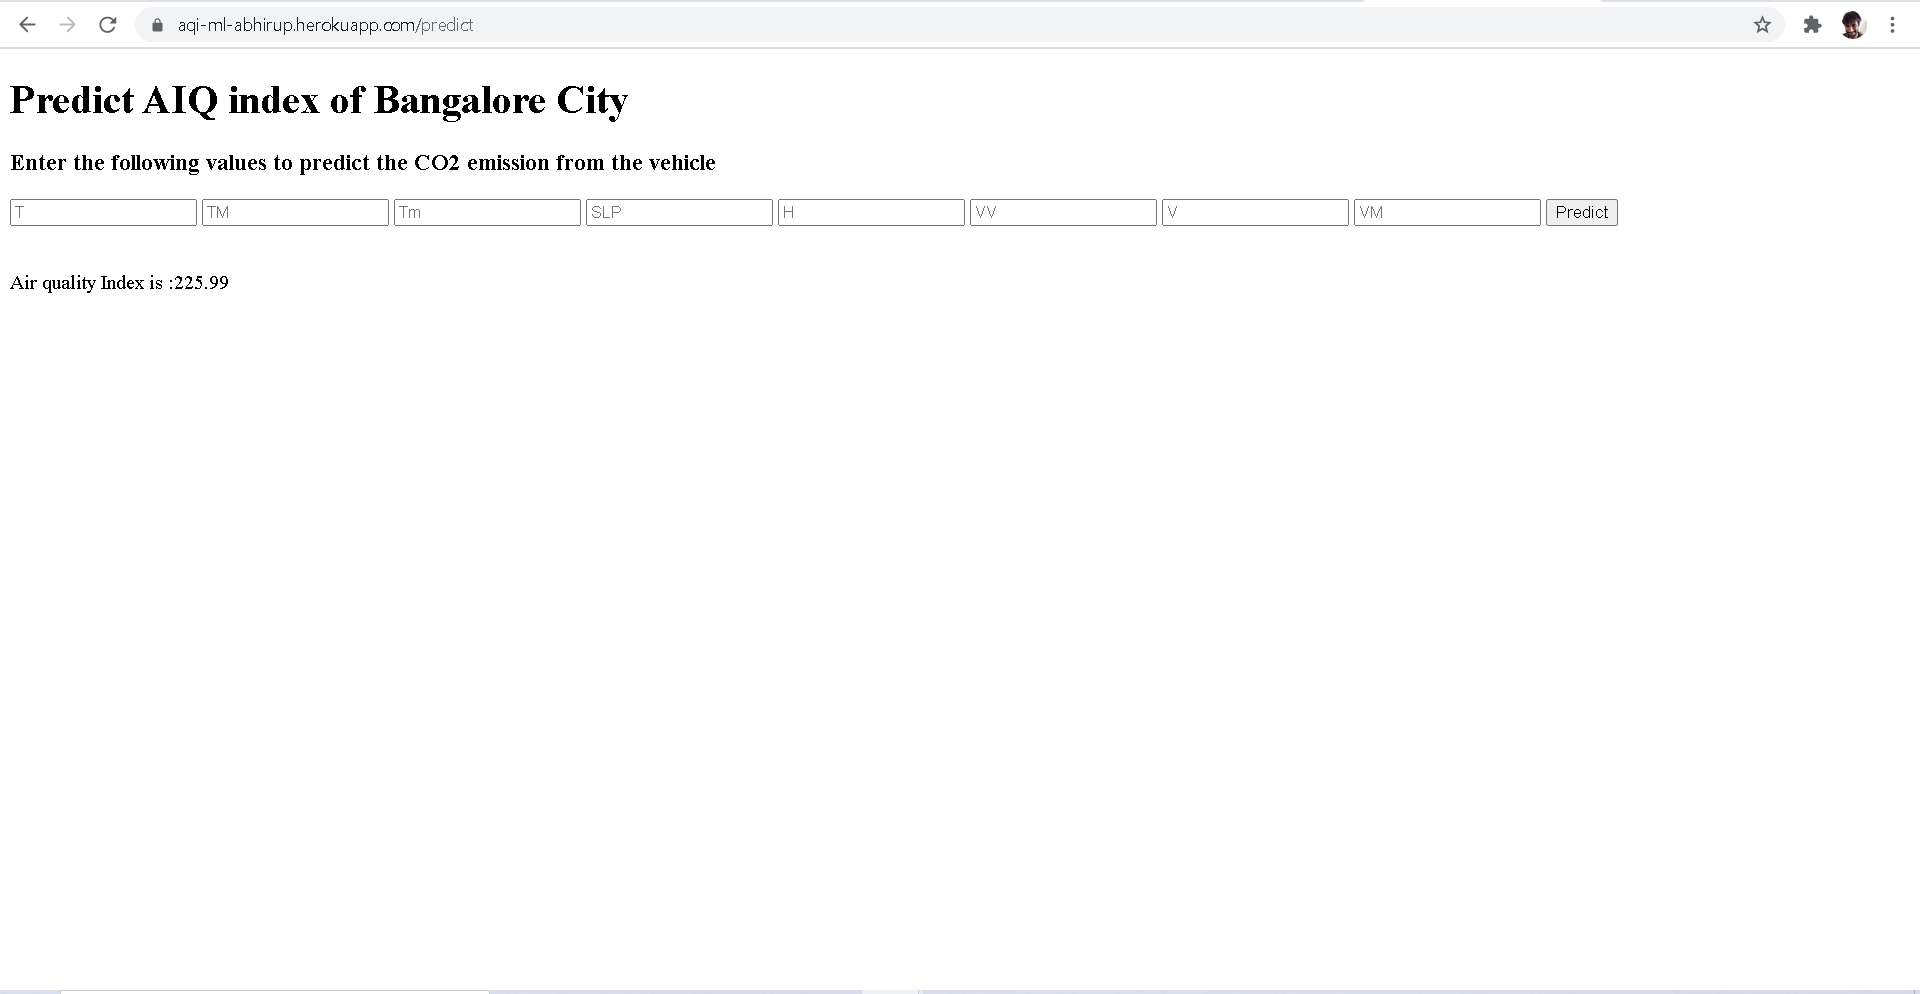 aqi-ml-abhirup.herokuapp.com/predict
Predict AIQ index of Bangalore City
Enter the following values to predict the CO2 emission from the vehicle
T TM Tm SLP H VV V VM Predict
Air quality Index is :225.99